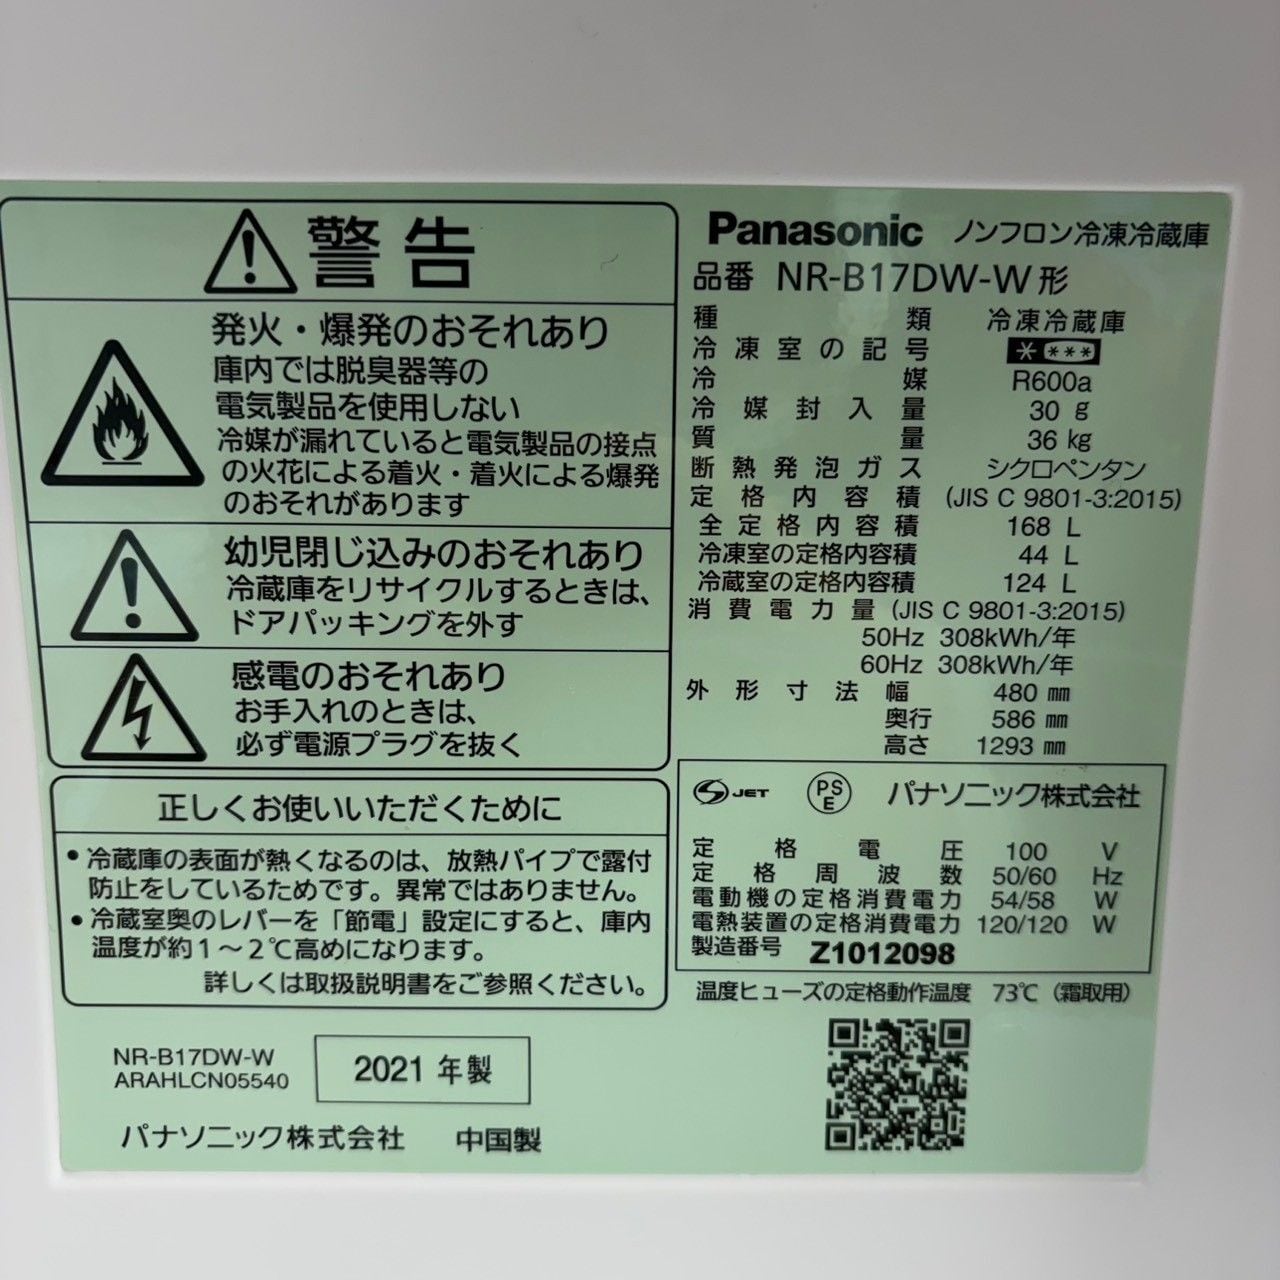 警告
発火・爆発のおそれあり
庫内では脱臭器等の
電気製品を使用しない
冷媒が漏れていると電気製品の接点
の火花による着火・着火による爆発
のおそれがあります
幼児閉じ込みのおそれあり
冷蔵庫をリサイクルするときは、
ドアパッキングを外す
感電のおそれあり
お手入れのときは、
必ず電源プラグを抜く
正しくお使いいただくために
・冷蔵庫の表面が熱くなるのは、放熱パイプで露付
防止をしているためです。異常ではありません。
・冷蔵室奥のレバーを「節電」設定にすると、庫内
温度が約1～2℃高めになります。
詳しくは取扱説明書をご参照ください。
NR-B17DW-W
ARAHLCN05540
2021 年製
パナソニック株式会社 中国製
Panasonic ノンフロン冷凍冷蔵庫
品番 NR-B17DW-W形
種類 冷凍冷蔵庫
冷凍室の記号 * ***
冷媒 R600a
冷媒封入量 30 g
質量 36 kg
断熱発泡ガス シクロペンタン
定格内容積 (JIS C 9801-3:2015)
全定格内容積 168 L
冷凍室の定格内容積 44 L
冷蔵室の定格内容積 124 L
消費電力量 (JIS C 9801-3:2015)
50Hz 308kWh/年
60Hz 308kWh/年
外形寸法 幅 480 mm
奥行 586 mm
高さ 1293 mm
JET PSE パナソニック株式会社
定格電圧 100 V
定格周波数 50/60 Hz
電動機の定格消費電力 54/58 W
電熱装置の定格消費電力 120/120 W
製造番号 Z1012098
温度ヒューズの定格動作温度 73℃（霜取用）